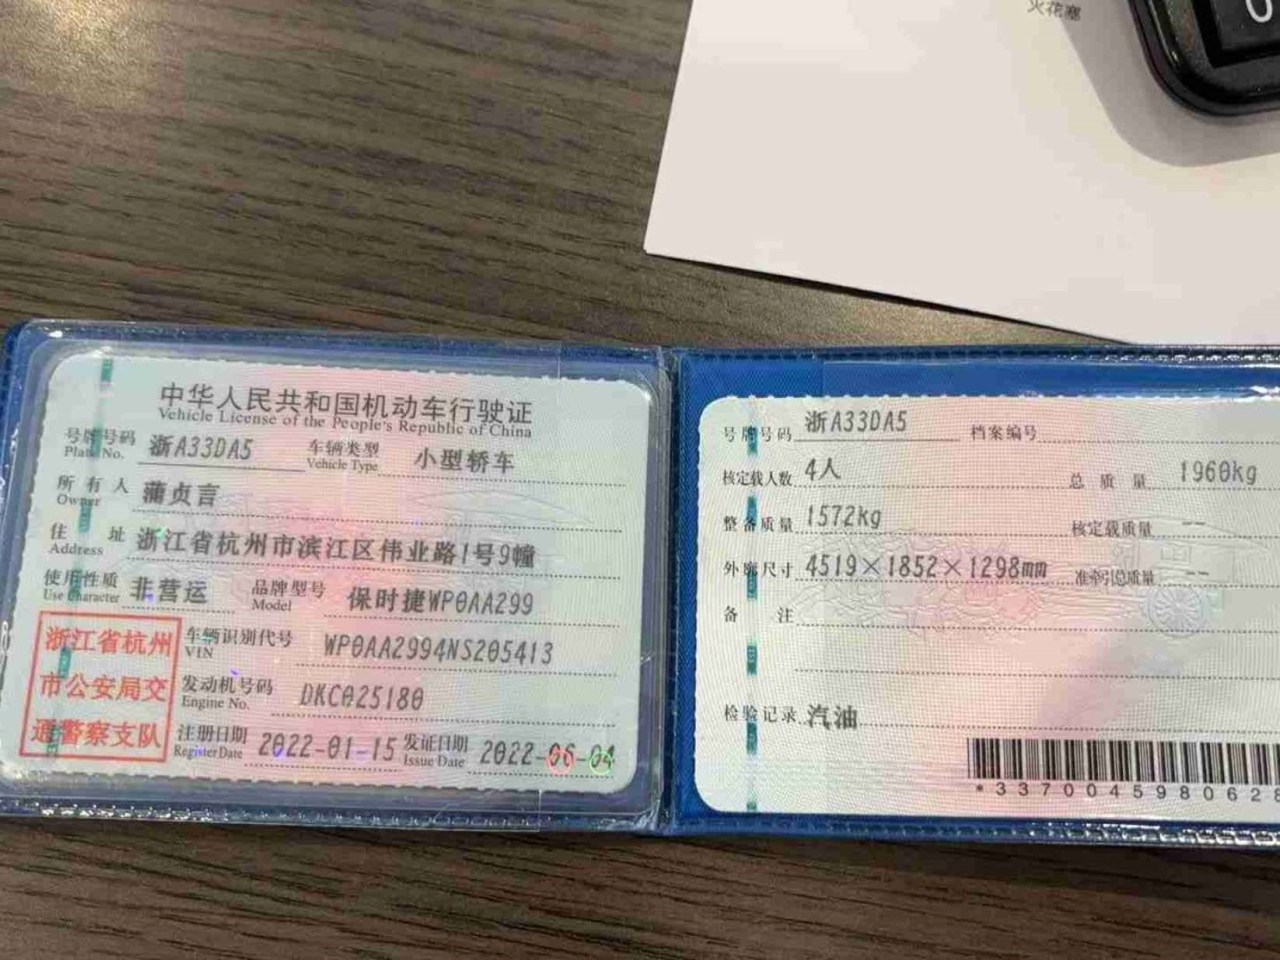 火花塞
中华人民共和国机动车行驶证
Vehicle License of the People's Republic of China
号牌号码 浙A33DA5 车辆类型 小型轿车
Plate No. Vehicle Type
所有人 蒲贞言
Owner
住址 浙江省杭州市滨江区伟业路1号9幢
Address
使用性质 非营运 品牌型号 保时捷WP0AA299
Use Character Model
浙江省杭州
市公安局交
通警察支队
车辆识别代号 WP0AA2994NS205413
VIN
发动机号码 DKC025180
Engine No.
注册日期 2022-01-15 发证日期 2022-06-04
Register Date Issue Date
号牌号码 浙A33DA5 档案编号
核定载人数 4人 总质量 1960kg
整备质量 1572kg 核定载质量 --
外廓尺寸 4519×1852×1298mm 准牵引总质量 --
备注
检验记录 汽油
*3370045980628